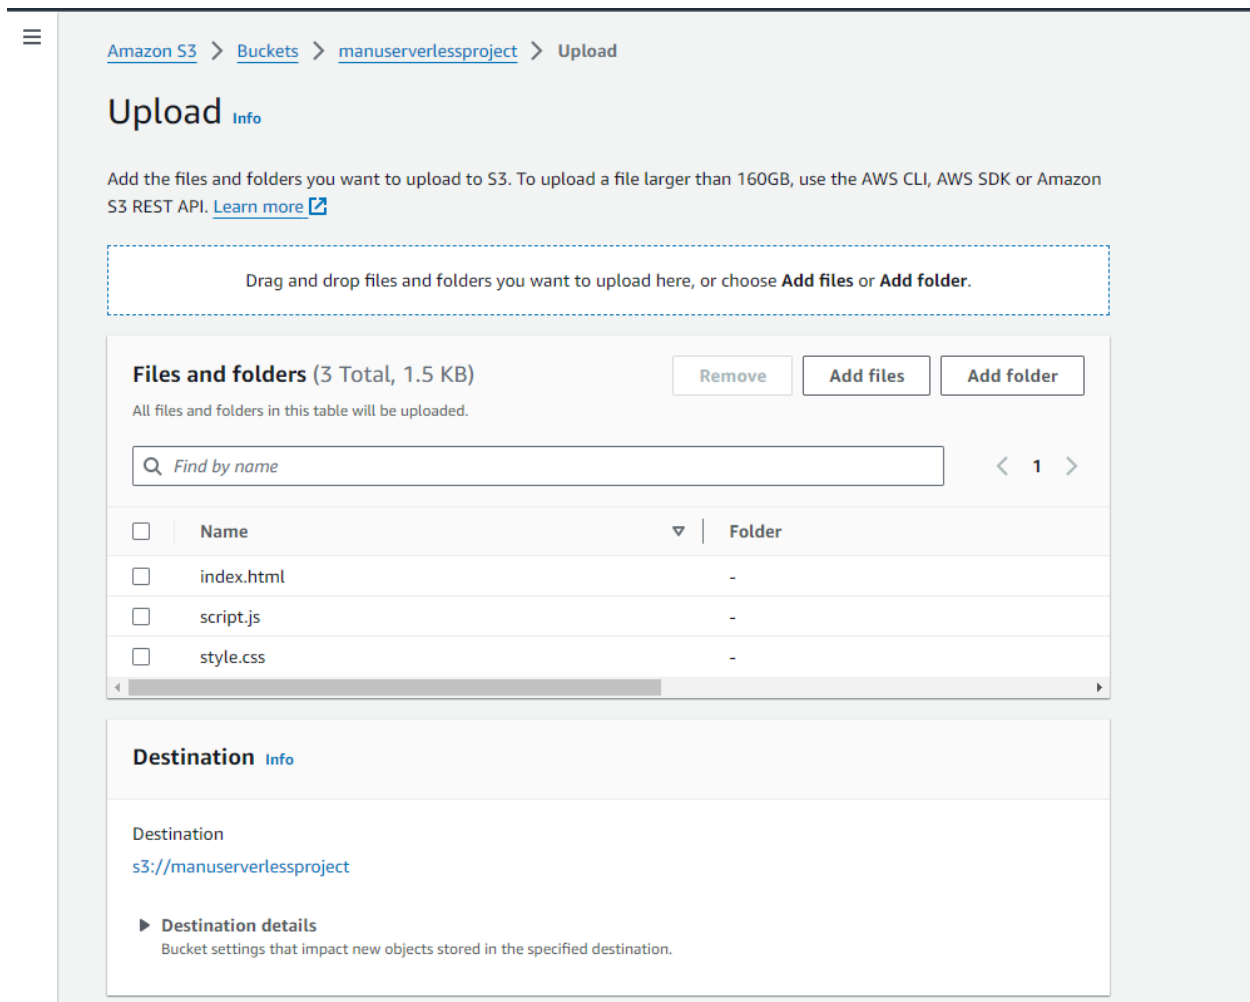 Amazon S3 > Buckets > manuserverlessproject > Upload
Upload Info
Add the files and folders you want to upload to S3. To upload a file larger than 160GB, use the AWS CLI, AWS SDK or Amazon
S3 REST API. Learn more
Drag and drop files and folders you want to upload here, or choose Add files or Add folder.
Files and folders (3 Total, 1.5 KB)
Remove
Add files
Add folder
All files and folders in this table will be uploaded.
Find by name
1
Name
Folder
index.html -
script.js -
style.css -
Destination Info
Destination
s3://manuserverlessproject
Destination details
Bucket settings that impact new objects stored in the specified destination.